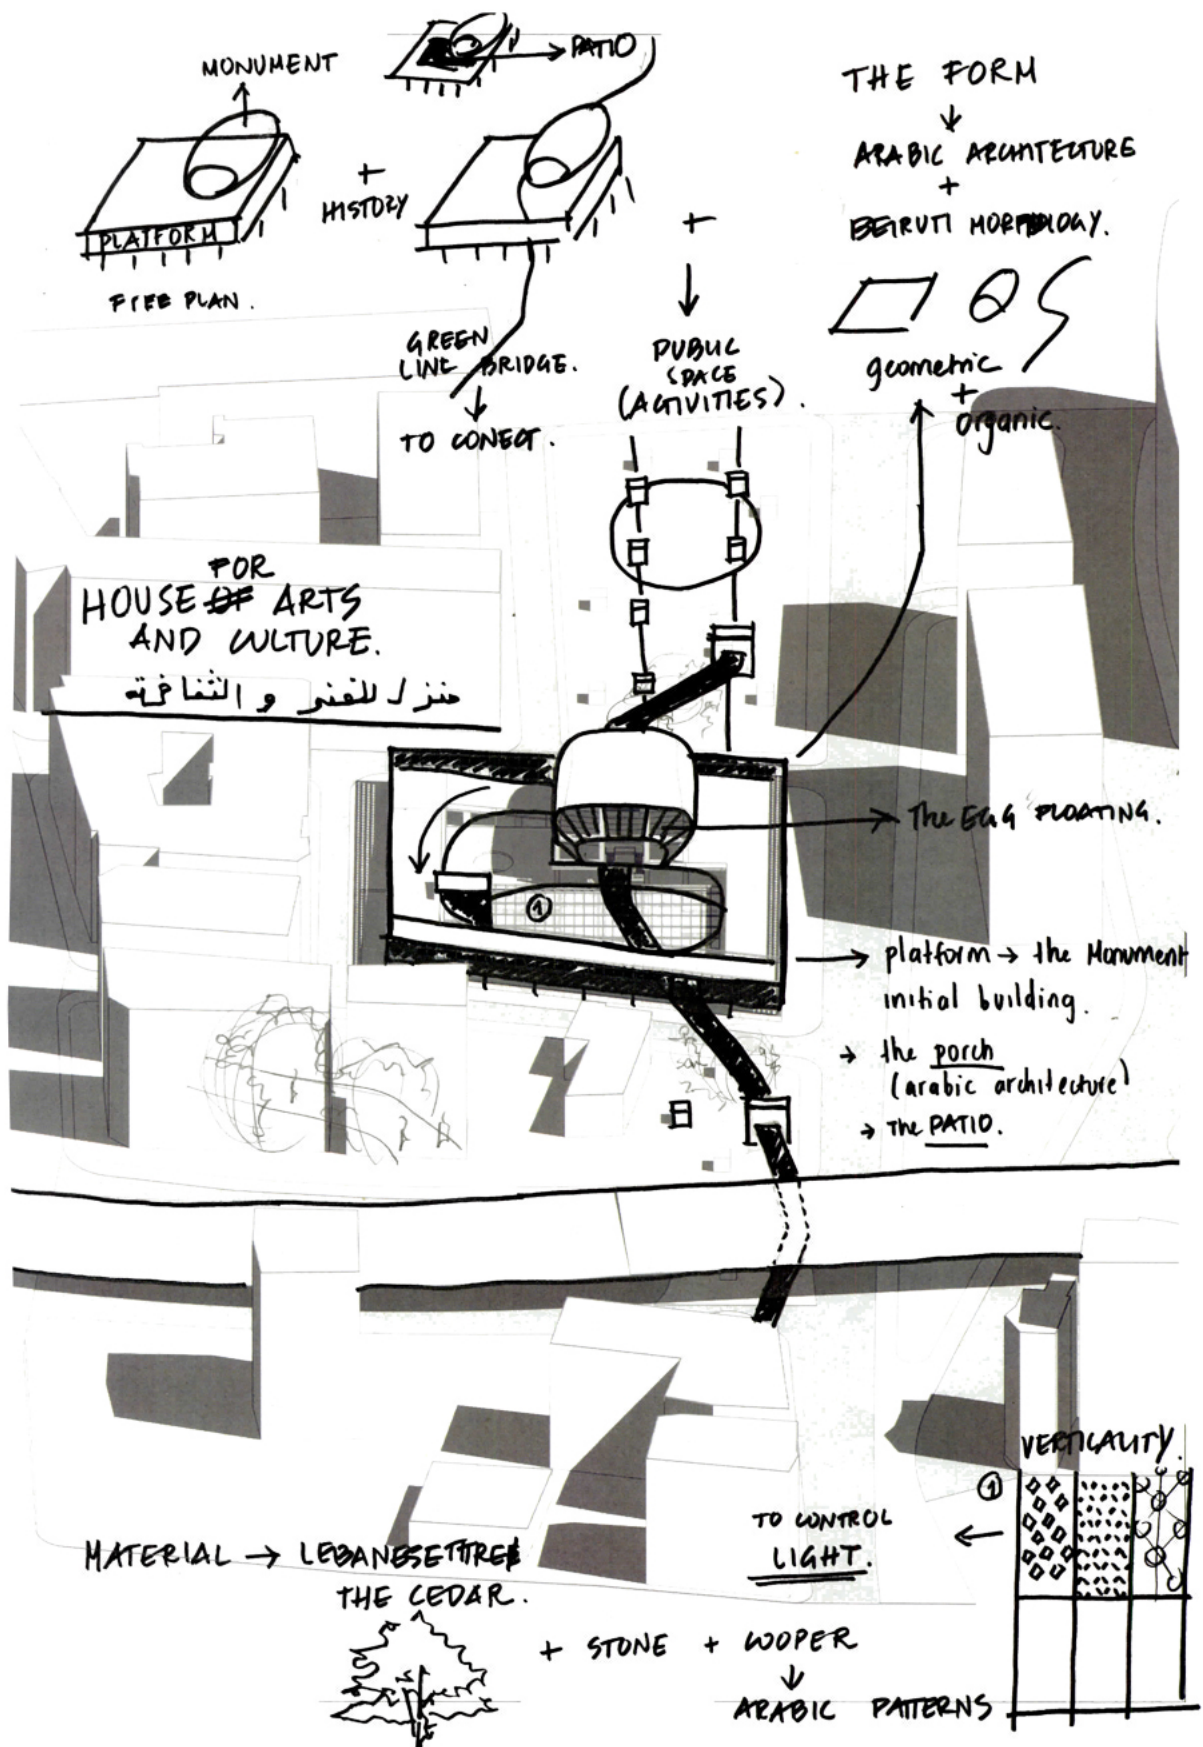 MONUMENT
PATIO
PLATFORM
FREE PLAN.
+
HISTORY
+
GREEN
LINE BRIDGE.
TO CONECT.
PUBLIC
SPACE
(ACTIVITIES).
THE FORM
ARABIC ARCHITECTURE
+
BEIRUTI MORPHOLOGY.
geometric
+
organic.
FOR
HOUSE OF ARTS
AND CULTURE.
منزل للفنر و الثقافة
The EGG FLOATING.
1
platform → the Monument
initial building.
→ the porch
(arabic architecture)
→ The PATIO.
VERTICALITY.
1
TO CONTROL
LIGHT.
MATERIAL → LEBANESE TREE
THE CEDAR.
+ STONE + COOPER
ARABIC PATTERNS